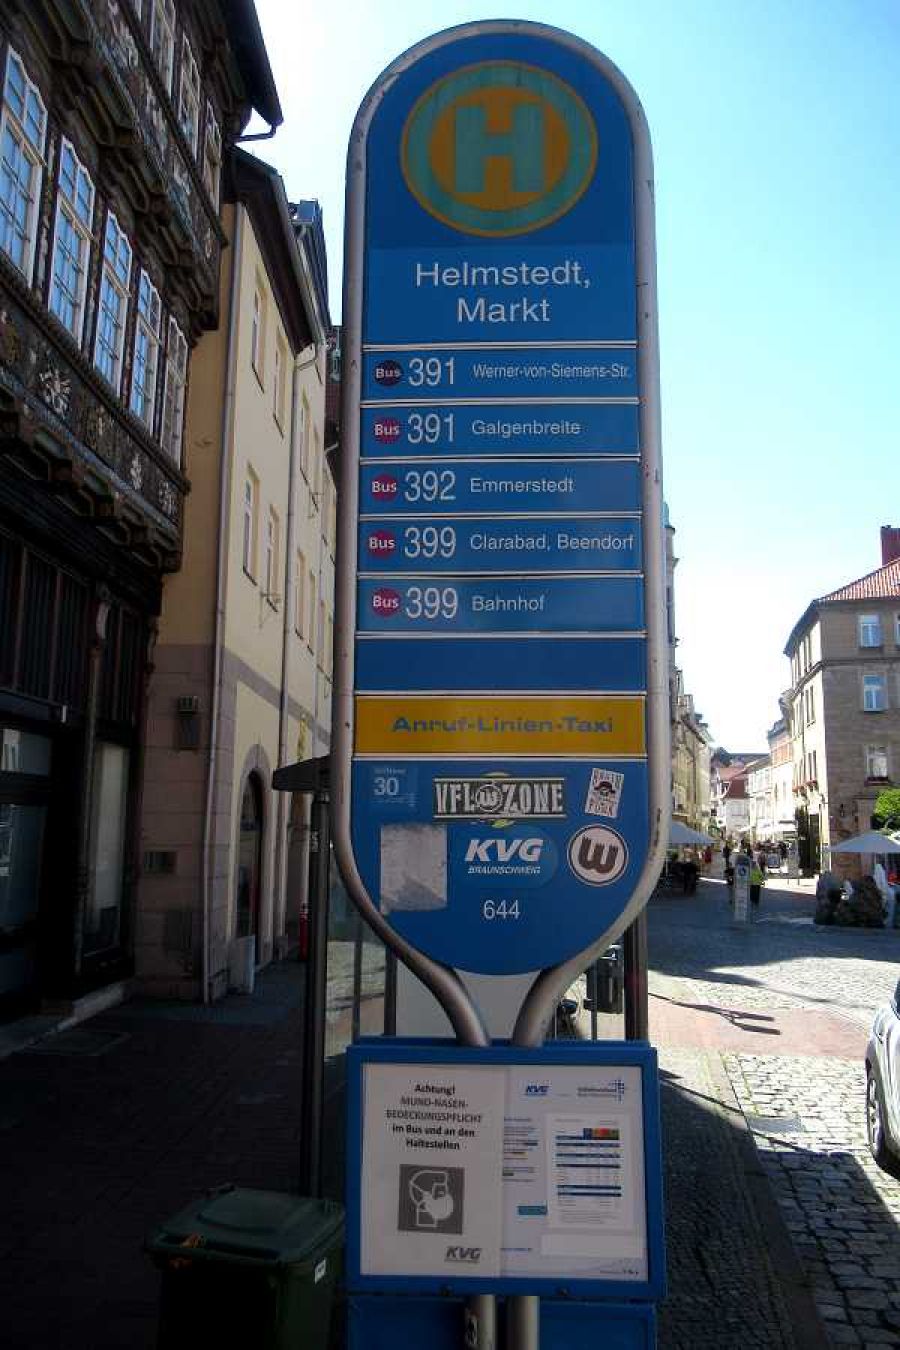 H
Helmstedt,
Markt
Bus 391 Werner-von-Siemens-Str.
Bus 391 Galgenbreite
Bus 392 Emmerstedt
Bus 399 Clarabad, Beendorf
Bus 399 Bahnhof
Anruf-Linien-Taxi
30
VFL W ZONE
KVG
BRAUNSCHWEIG
W
644
Achtung!
MUND-NASEN-
BEDECKUNGSPFLICHT
im Bus und an den
Haltestellen
KVG
KVG